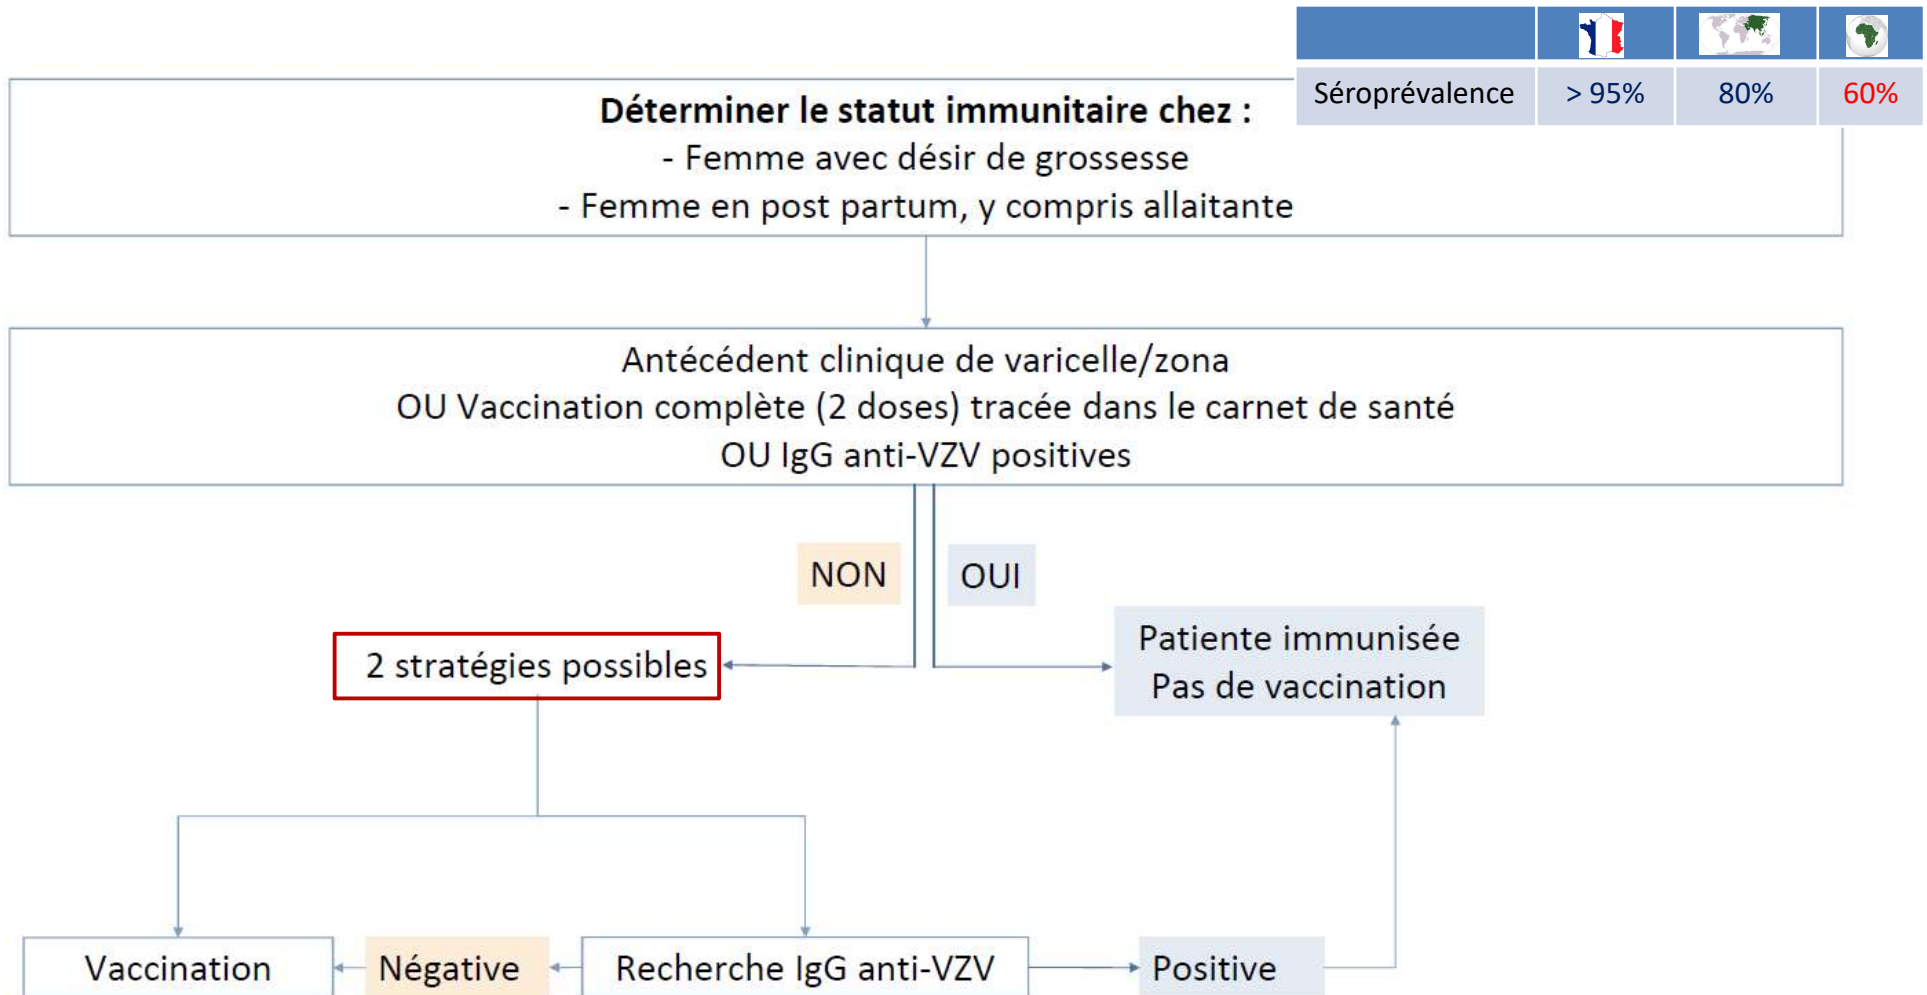 Séroprévalence > 95% 80% 60%
Déterminer le statut immunitaire chez :
- Femme avec désir de grossesse
- Femme en post partum, y compris allaitante
Antécédent clinique de varicelle/zona
OU Vaccination complète (2 doses) tracée dans le carnet de santé
OU IgG anti-VZV positives
NON
OUI
2 stratégies possibles
Patiente immunisée
Pas de vaccination
Vaccination
Négative
Recherche IgG anti-VZV
Positive